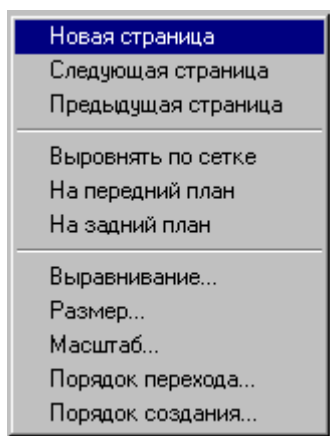 Новая страница
Следующая страница
Предыдущая страница
Выровнять по сетке
На передний план
На задний план
Выравнивание...
Размер...
Масштаб...
Порядок перехода...
Порядок создания...